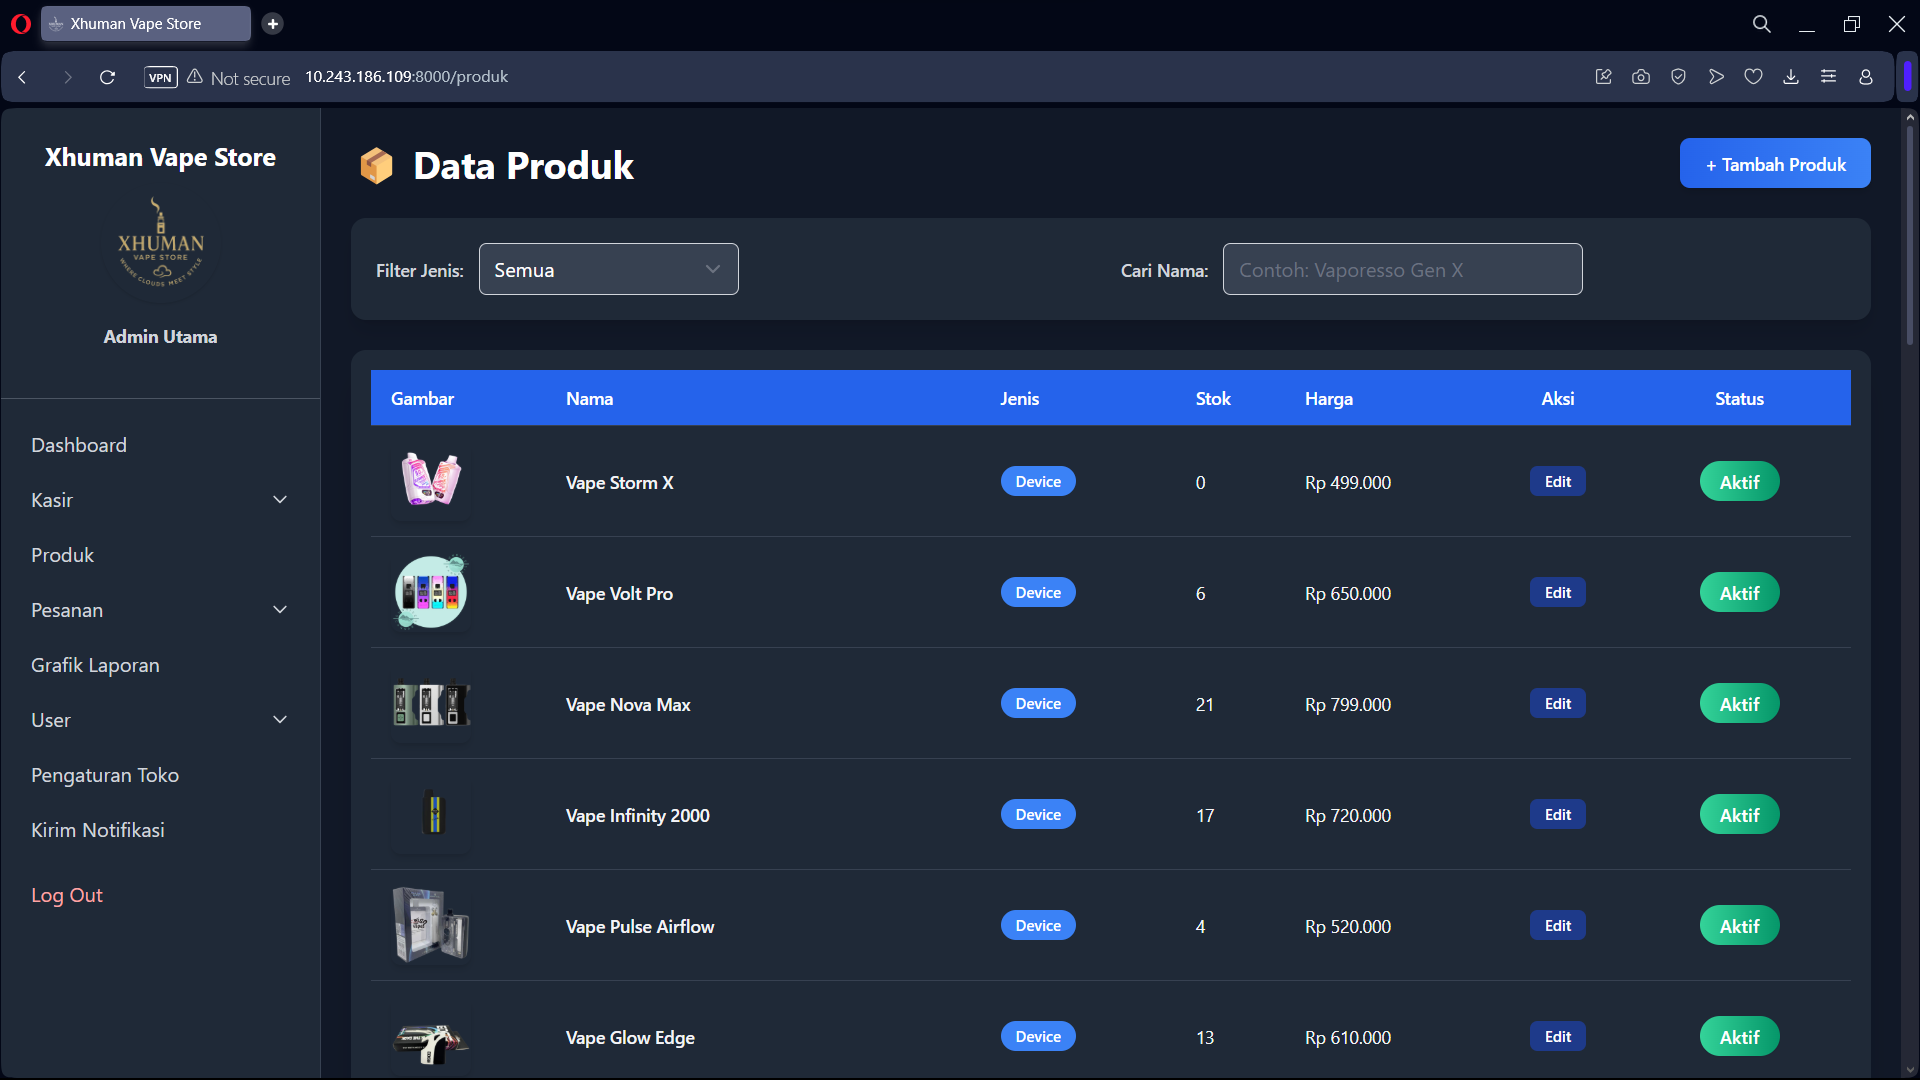 Xhuman Vape Store
VPN
Not secure
10.243.186.109:8000/produk
Xhuman Vape Store
XHUMAN
VAPE STORE
WHERE CLOUDS MEET STYLE
Admin Utama
Dashboard
Kasir
Produk
Pesanan
Grafik Laporan
User
Pengaturan Toko
Kirim Notifikasi
Log Out
Data Produk
+ Tambah Produk
Filter Jenis:
Semua
Cari Nama:
Contoh: Vaporesso Gen X
Gambar Nama Jenis Stok Harga Aksi Status
Vape Storm X Device 0 Rp 499.000 Edit Aktif
Vape Volt Pro Device 6 Rp 650.000 Edit Aktif
Vape Nova Max Device 21 Rp 799.000 Edit Aktif
Vape Infinity 2000 Device 17 Rp 720.000 Edit Aktif
Vape Pulse Airflow Device 4 Rp 520.000 Edit Aktif
Vape Glow Edge Device 13 Rp 610.000 Edit Aktif